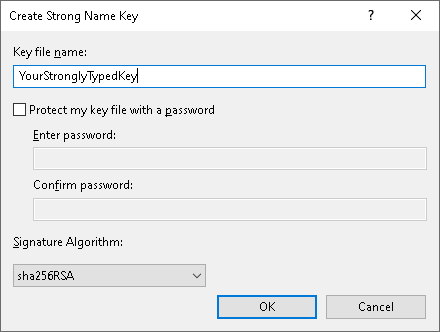 Create Strong Name Key
?
Key file name:
YourStronglyTypedKey
Protect my key file with a password
Enter password:
Confirm password:
Signature Algorithm:
sha256RSA
OK Cancel